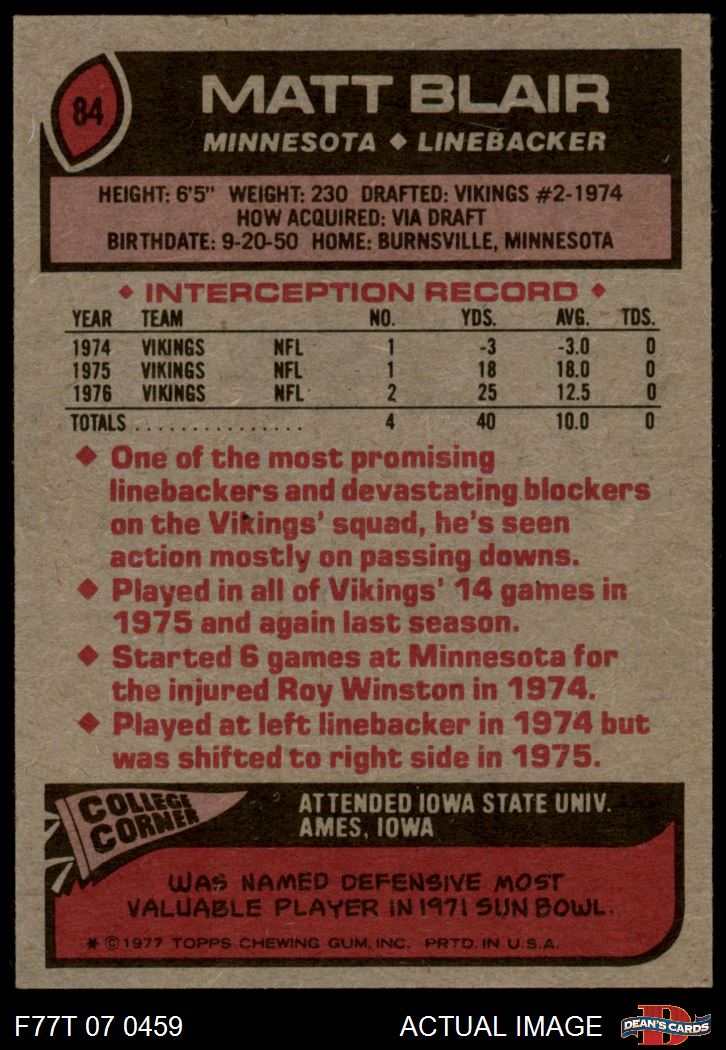 84
MATT BLAIR
MINNESOTA ◆ LINEBACKER
HEIGHT: 6'5" WEIGHT: 230 DRAFTED: VIKINGS #2-1974
HOW ACQUIRED: VIA DRAFT
BIRTHDATE: 9-20-50 HOME: BURNSVILLE, MINNESOTA
◆ INTERCEPTION RECORD ◆
YEAR TEAM NO. YDS. AVG. TDS.
1974 VIKINGS NFL 1 -3 -3.0 0
1975 VIKINGS NFL 1 18 18.0 0
1976 VIKINGS NFL 2 25 12.5 0
TOTALS ................ 4 40 10.0 0
◆ One of the most promising
linebackers and devastating blockers
on the Vikings' squad, he's seen
action mostly on passing downs.
◆ Played in all of Vikings' 14 games in
1975 and again last season.
◆ Started 6 games at Minnesota for
the injured Roy Winston in 1974.
◆ Played at left linebacker in 1974 but
was shifted to right side in 1975.
COLLEGE
CORNER
ATTENDED IOWA STATE UNIV.
AMES, IOWA
WAS NAMED DEFENSIVE MOST
VALUABLE PLAYER IN 1971 SUN BOWL.
* © 1977 TOPPS CHEWING GUM, INC. PRTD. IN U.S.A.
F77T 07 0459 ACTUAL IMAGE
D
DEAN'S CARDS